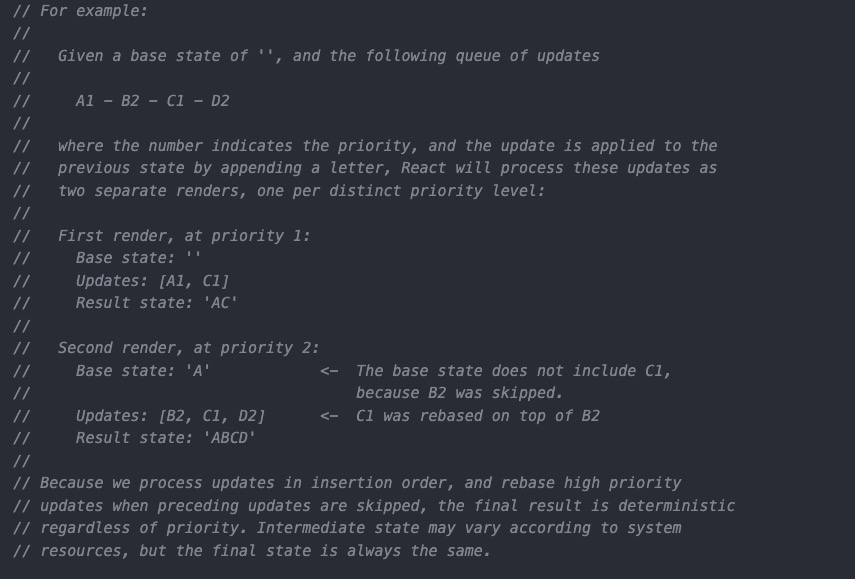 // For example:
//
//   Given a base state of '', and the following queue of updates
//
//     A1 - B2 - C1 - D2
//
//   where the number indicates the priority, and the update is applied to the
//   previous state by appending a letter, React will process these updates as
//   two separate renders, one per distinct priority level:
//
//   First render, at priority 1:
//     Base state: ''
//     Updates: [A1, C1]
//     Result state: 'AC'
//
//   Second render, at priority 2:
//     Base state: 'A'            <-  The base state does not include C1,
//                                    because B2 was skipped.
//     Updates: [B2, C1, D2]      <-  C1 was rebased on top of B2
//     Result state: 'ABCD'
//
// Because we process updates in insertion order, and rebase high priority
// updates when preceding updates are skipped, the final result is deterministic
// regardless of priority. Intermediate state may vary according to system
// resources, but the final state is always the same.